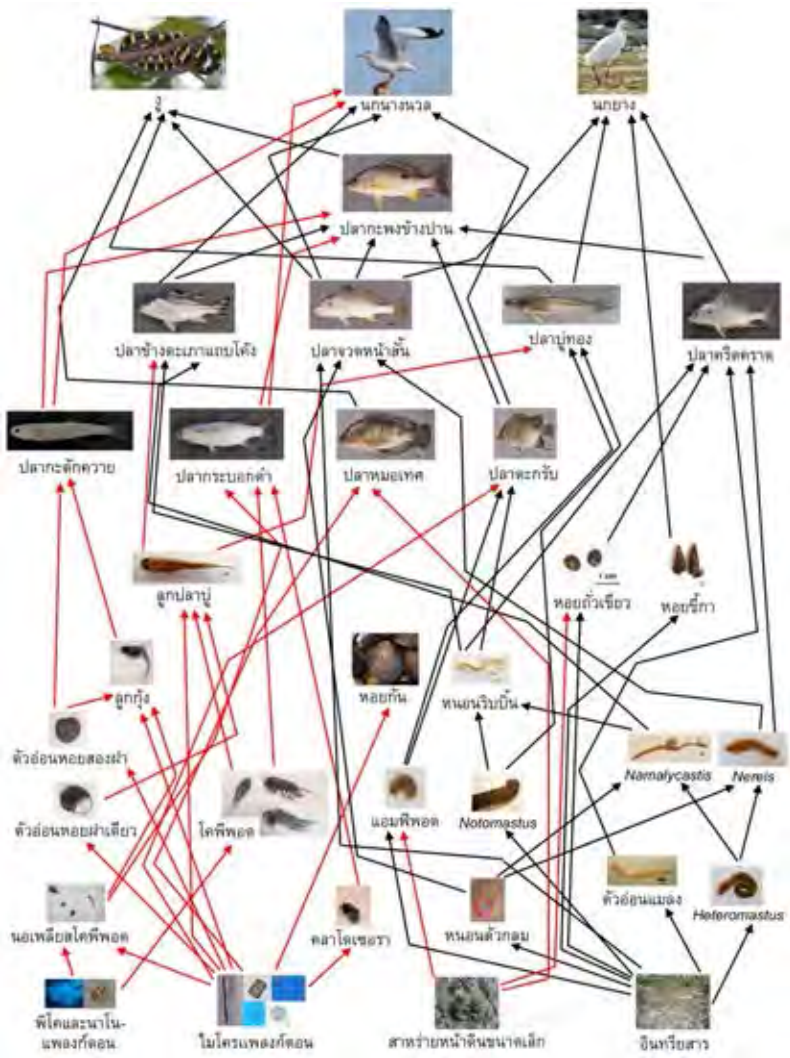 งู
นกนางนวล
นกยาง
ปลากะพงข้างปาน
ปลาข้างตะเภาแถบโค้ง
ปลาจวดหน้าสั้น
ปลาบู่ทอง
ปลาครืดคราด
ปลากะตักควาย
ปลากระบอกดำ
ปลาหมอเทศ
ปลาตะกรับ
ลูกปลาบู่
1 cm
หอยถั่วเขียว
หอยขี้กา
ลูกกุ้ง
หอยกัน
หนอนริบบิ้น
ตัวอ่อนหอยสองฝา
Namalycastis
Nereis
ตัวอ่อนหอยฝาเดียว
โคพีพอด
แอมฟิพอด
Notomastus
นอเพลียสโคพีพอด
คลาโดเซอรา
หนอนตัวกลม
ตัวอ่อนแมลง
Heteromastus
พิโคและนาโน-
แพลงก์ตอน
ไมโครแพลงก์ตอน
สาหร่ายหน้าดินขนาดเล็ก
อินทรียสาร